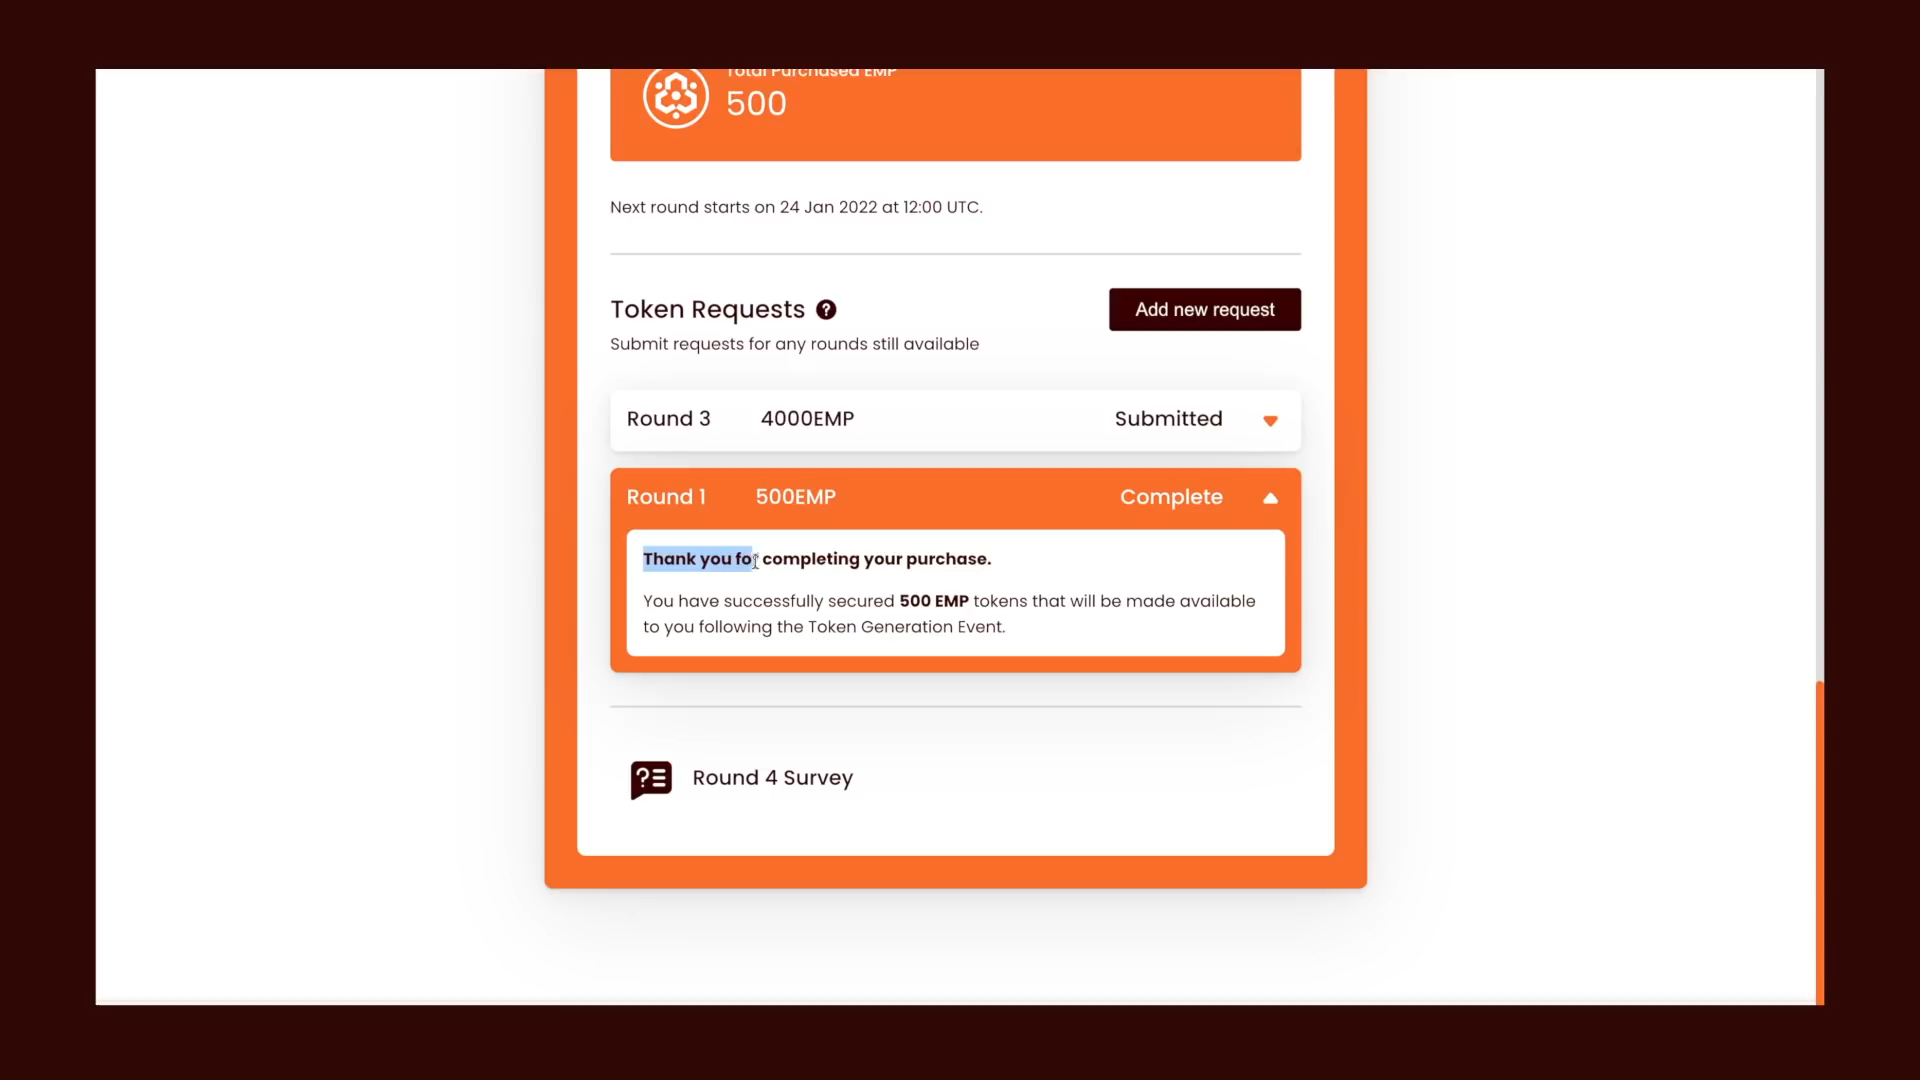 Total Purchased EMP
500
Next round starts on 24 Jan 2022 at 12:00 UTC.
Token Requests ?
Add new request
Submit requests for any rounds still available
Round 3 4000EMP Submitted
Round 1 500EMP Complete
Thank you for completing your purchase.
You have successfully secured 500 EMP tokens that will be made available
to you following the Token Generation Event.
Round 4 Survey